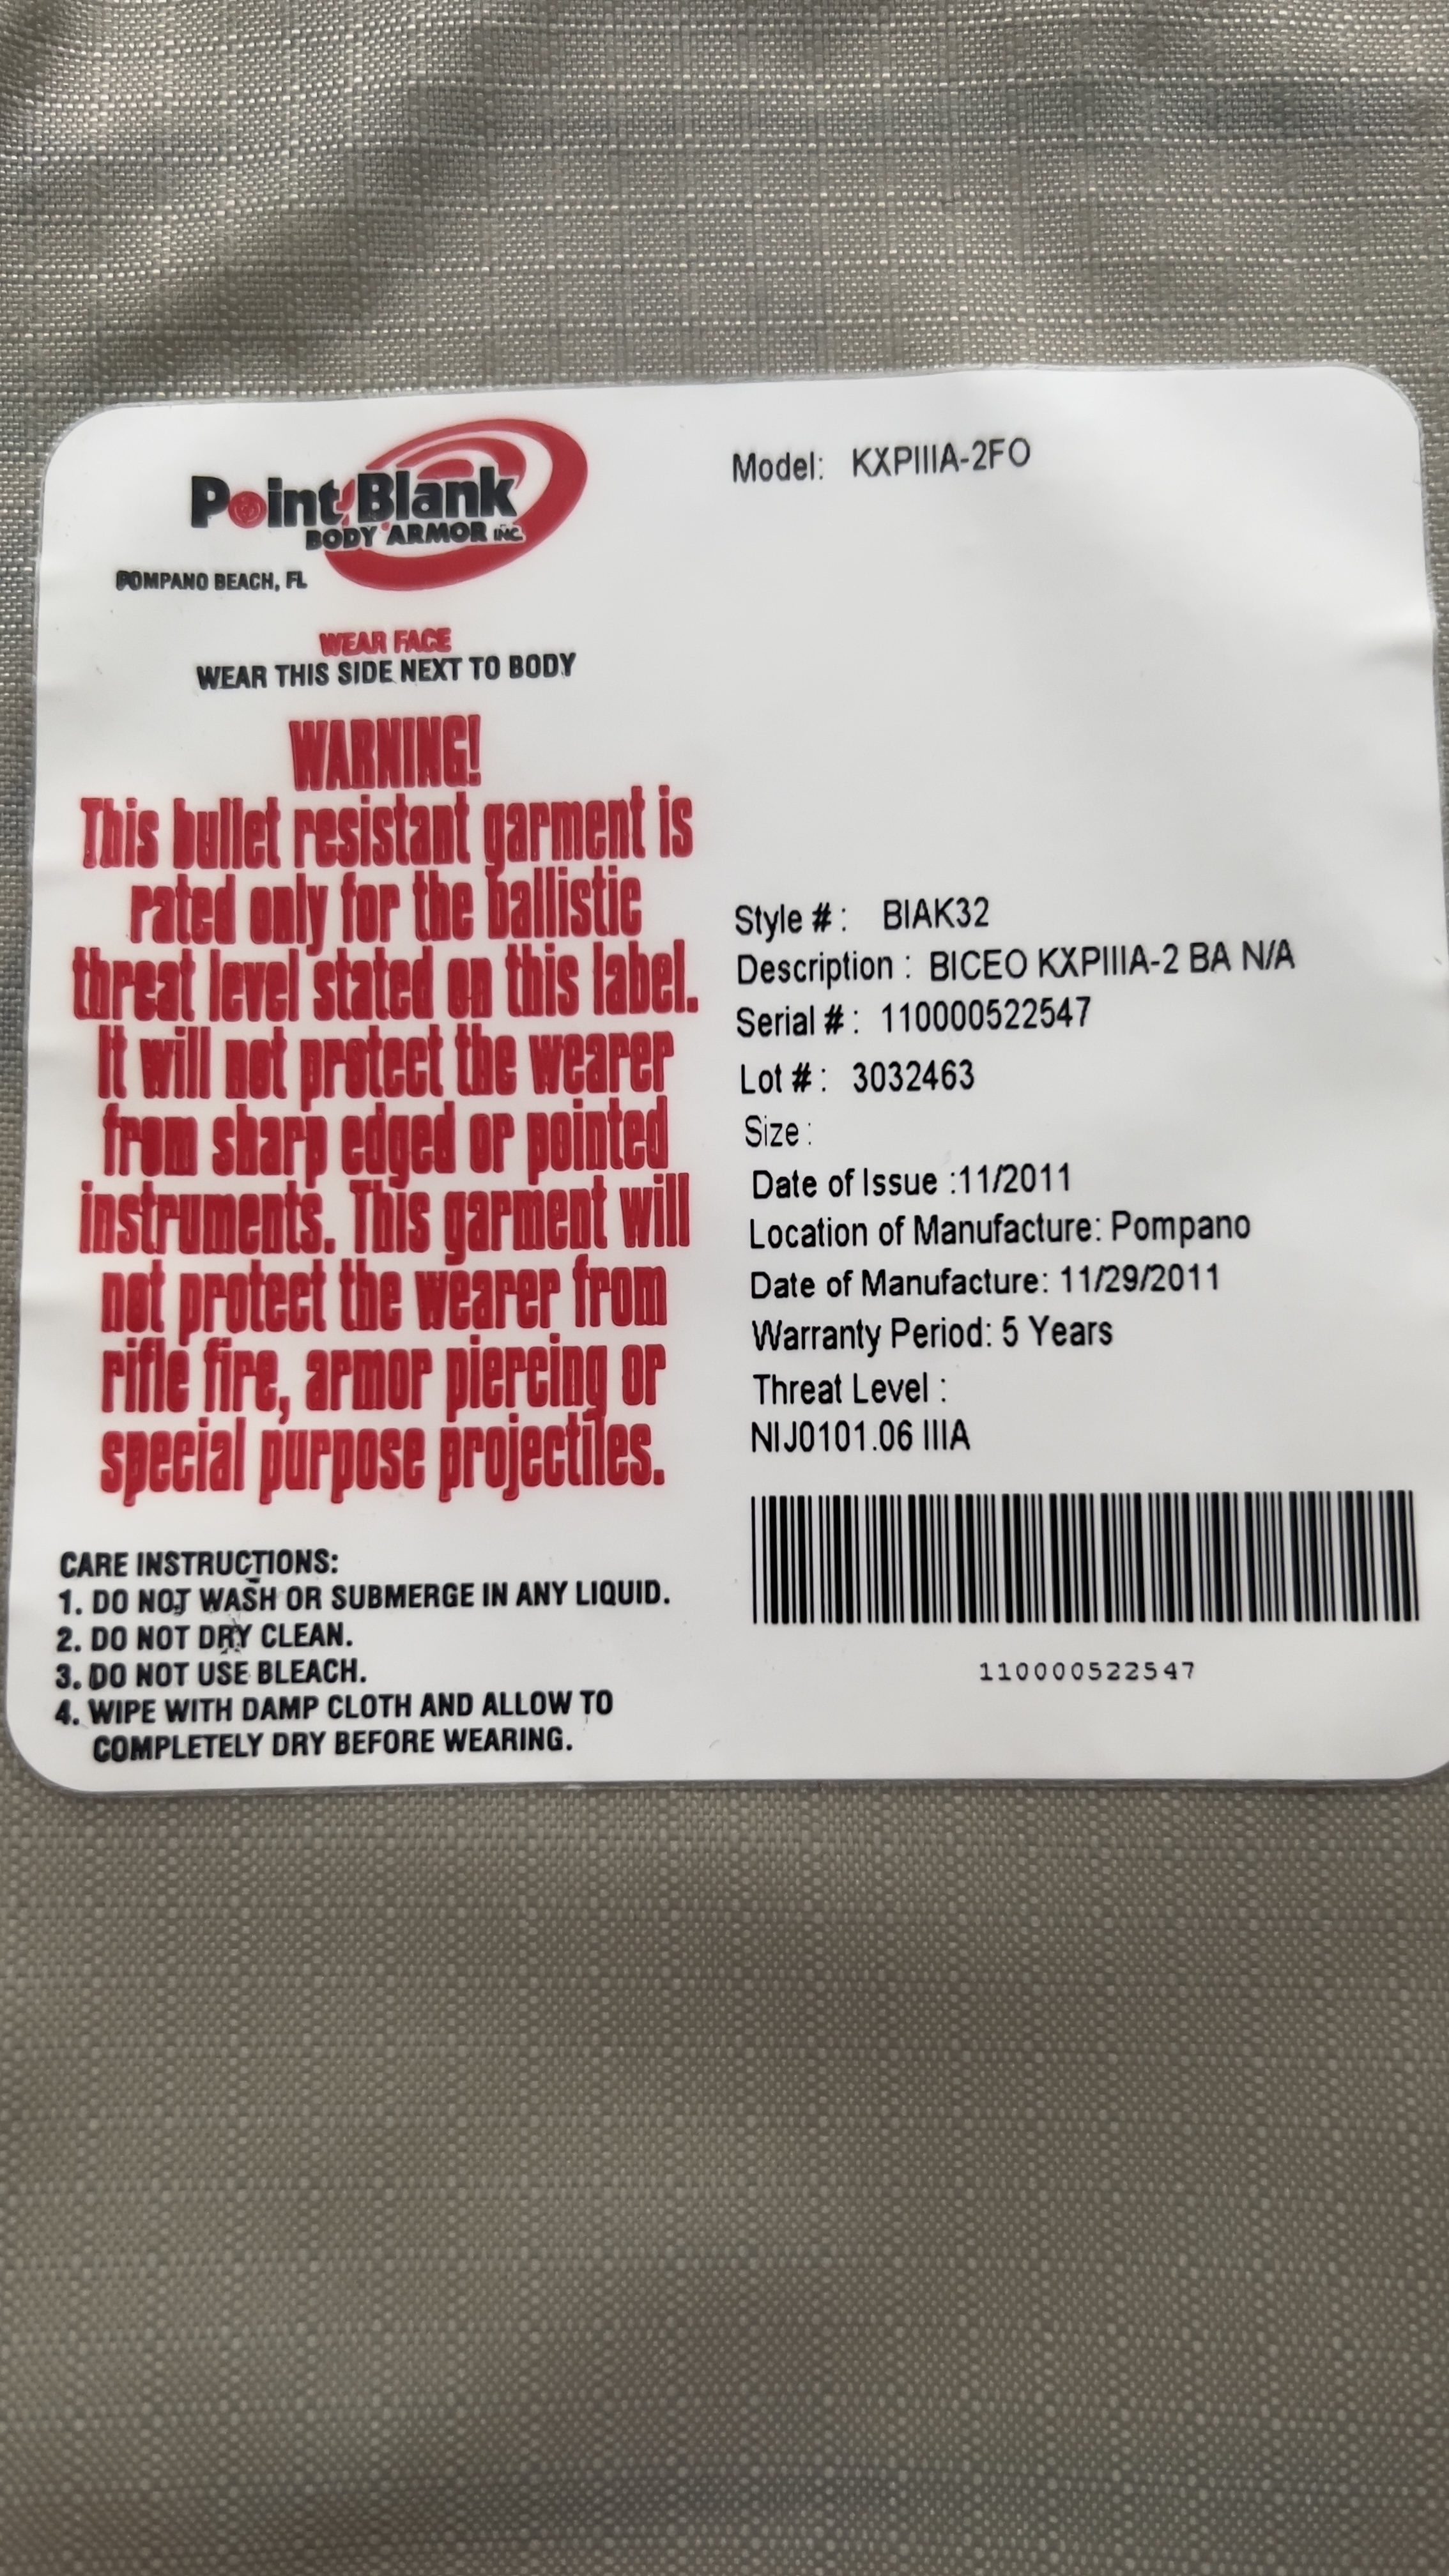 Point Blank
BODY ARMOR INC.
POMPANO BEACH, FL
WEAR FACE
WEAR THIS SIDE NEXT TO BODY
WARNING!
This bullet resistant garment is
rated only for the ballistic
threat level stated on this label.
It will not protect the wearer
from sharp edged or pointed
instruments. This garment will
not protect the wearer from
rifle fire, armor piercing or
special purpose projectiles.
CARE INSTRUCTIONS:
1. DO NOT WASH OR SUBMERGE IN ANY LIQUID.
2. DO NOT DRY CLEAN.
3. DO NOT USE BLEACH.
4. WIPE WITH DAMP CLOTH AND ALLOW TO
COMPLETELY DRY BEFORE WEARING.
Model: KXPIIIA-2FO
Style # : BIAK32
Description : BICEO KXPIIIA-2 BA N/A
Serial # : 110000522547
Lot # : 3032463
Size :
Date of Issue :11/2011
Location of Manufacture: Pompano
Date of Manufacture: 11/29/2011
Warranty Period: 5 Years
Threat Level :
NIJ0101.06 IIIA
110000522547